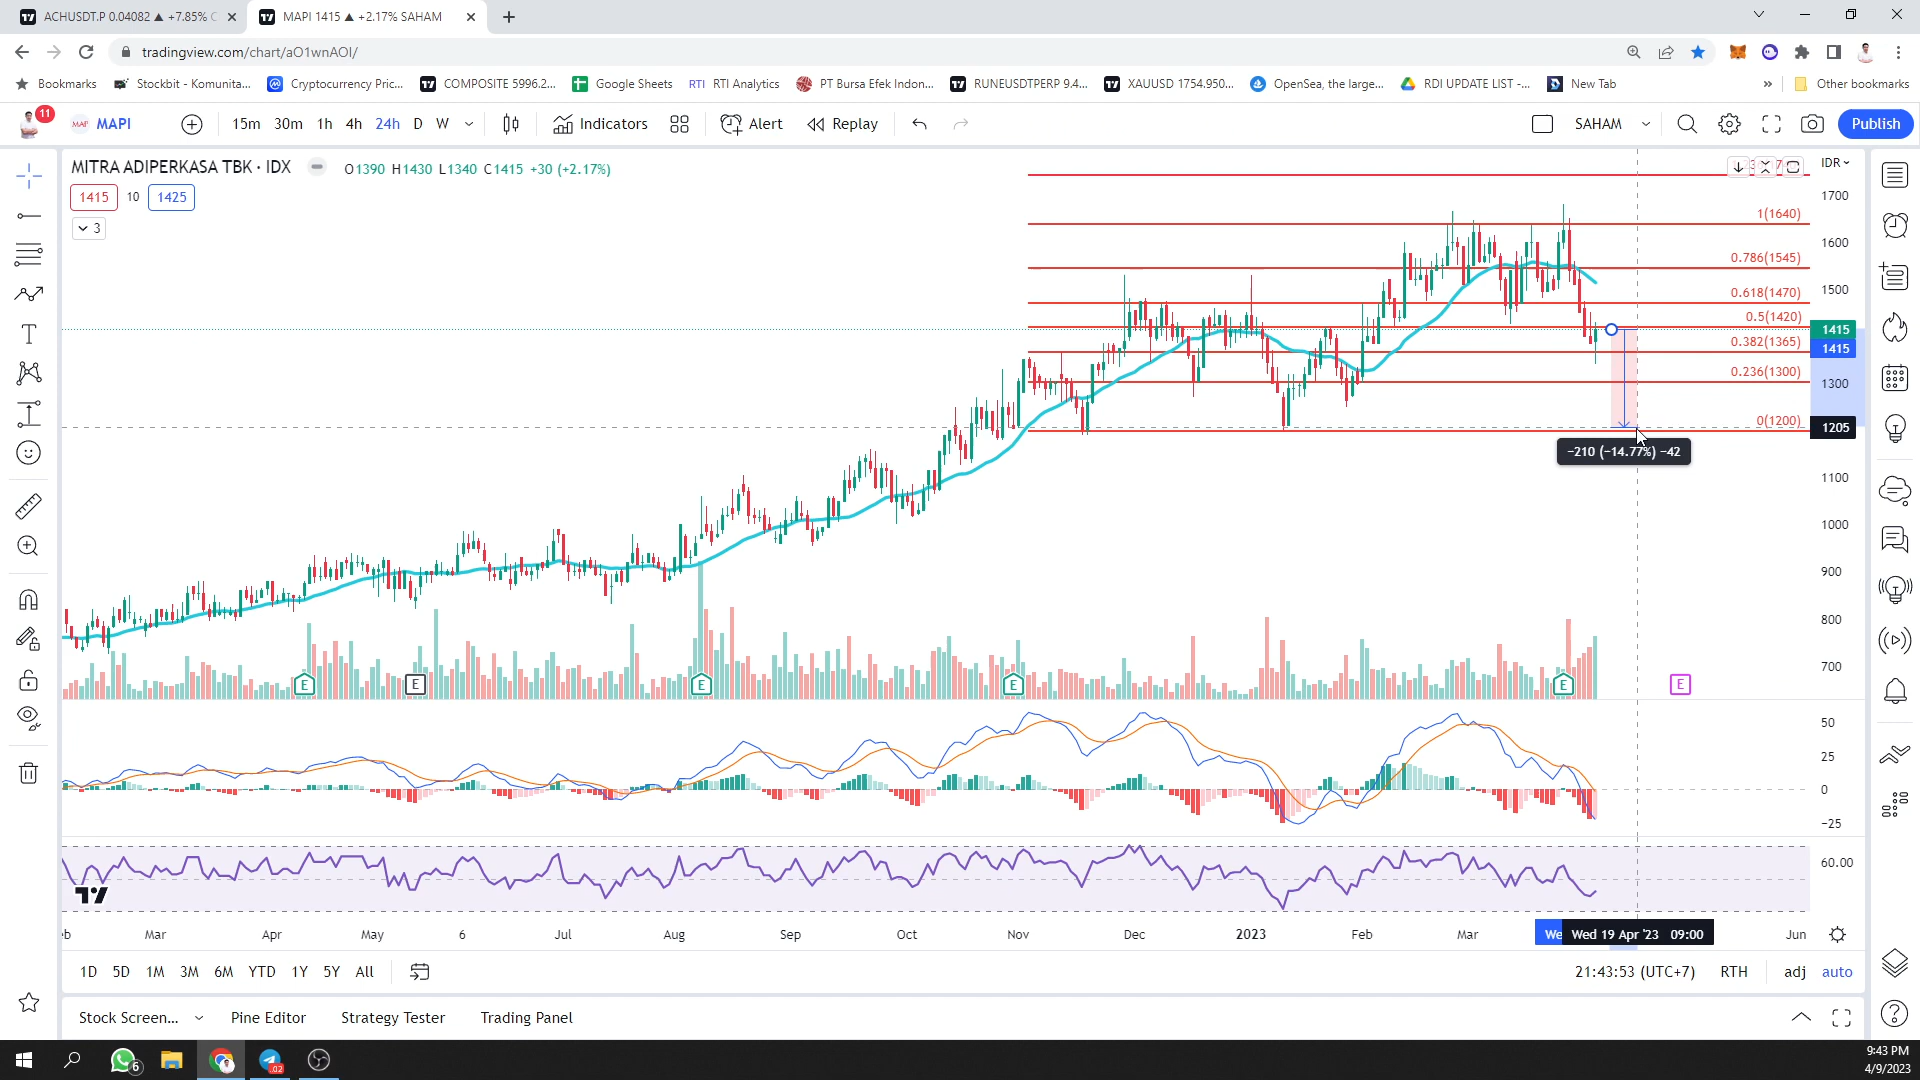 ACHUSDT.P 0.04082 ▲ +7.85% C
MAPI 1415 ▲ +2.17% SAHAM
tradingview.com/chart/aO1wnAOl/
Bookmarks
Stockbit - Komunita...
Cryptocurrency Pric...
COMPOSITE 5996.2...
Google Sheets
RTI RTI Analytics
PT Bursa Efek Indon...
RUNEUSDTPERP 9.4...
XAUUSD 1754.950...
OpenSea, the large...
RDI UPDATE LIST -...
New Tab
»
Other bookmarks
11
MAP MAPI
15m 30m 1h 4h 24h D W
Indicators
Alert
Replay
SAHAM
Publish
MITRA ADIPERKASA TBK · IDX
O1390 H1430 L1340 C1415 +30 (+2.17%)
IDR
1415 10 1425
3
1700
1(1640)
1600
0.786(1545)
1500
0.618(1470)
0.5(1420)
1415
0.382(1365)
1415
0.236(1300)
1300
0(1200)
1205
−210 (−14.77%) −42
1100
1000
900
800
700
E E E E E E
50
25
0
−25
60.00
b Mar Apr May 6 Jul Aug Sep Oct Nov Dec 2023 Feb Mar We Wed 19 Apr '23 09:00 Jun
1D 5D 1M 3M 6M YTD 1Y 5Y All
21:43:53 (UTC+7) RTH adj auto
Stock Screen... Pine Editor Strategy Tester Trading Panel
6
.02
9:43 PM
4/9/2023